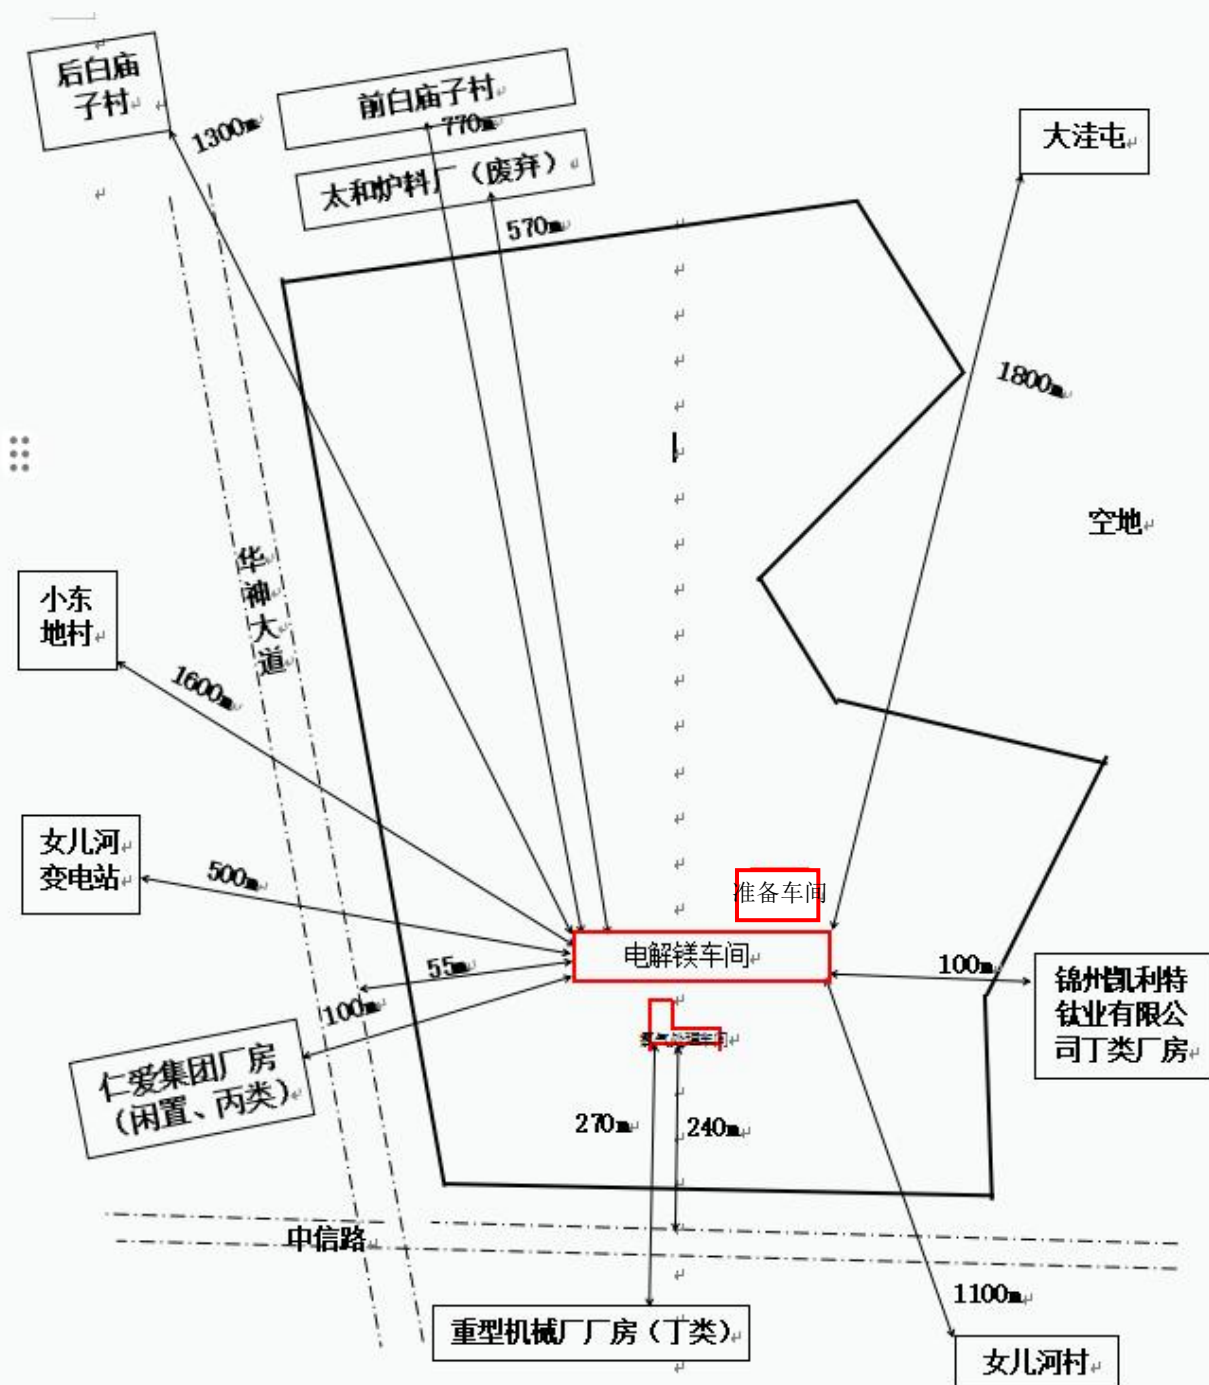 后白庙
子村
1300m
前白庙子村
770m
太和炉料厂（废弃）
570m
大洼屯
1800m
空地
华
神
大
道
小东
地村
1600m
女儿河
变电站
500m
准备车间
电解镁车间
55m
100m
100m
锦州凯利特
钛业有限公
司丁类厂房
仁爱集团厂房
（闲置、丙类）
270m
240m
中信路
1100m
重型机械厂厂房（丁类）
女儿河村